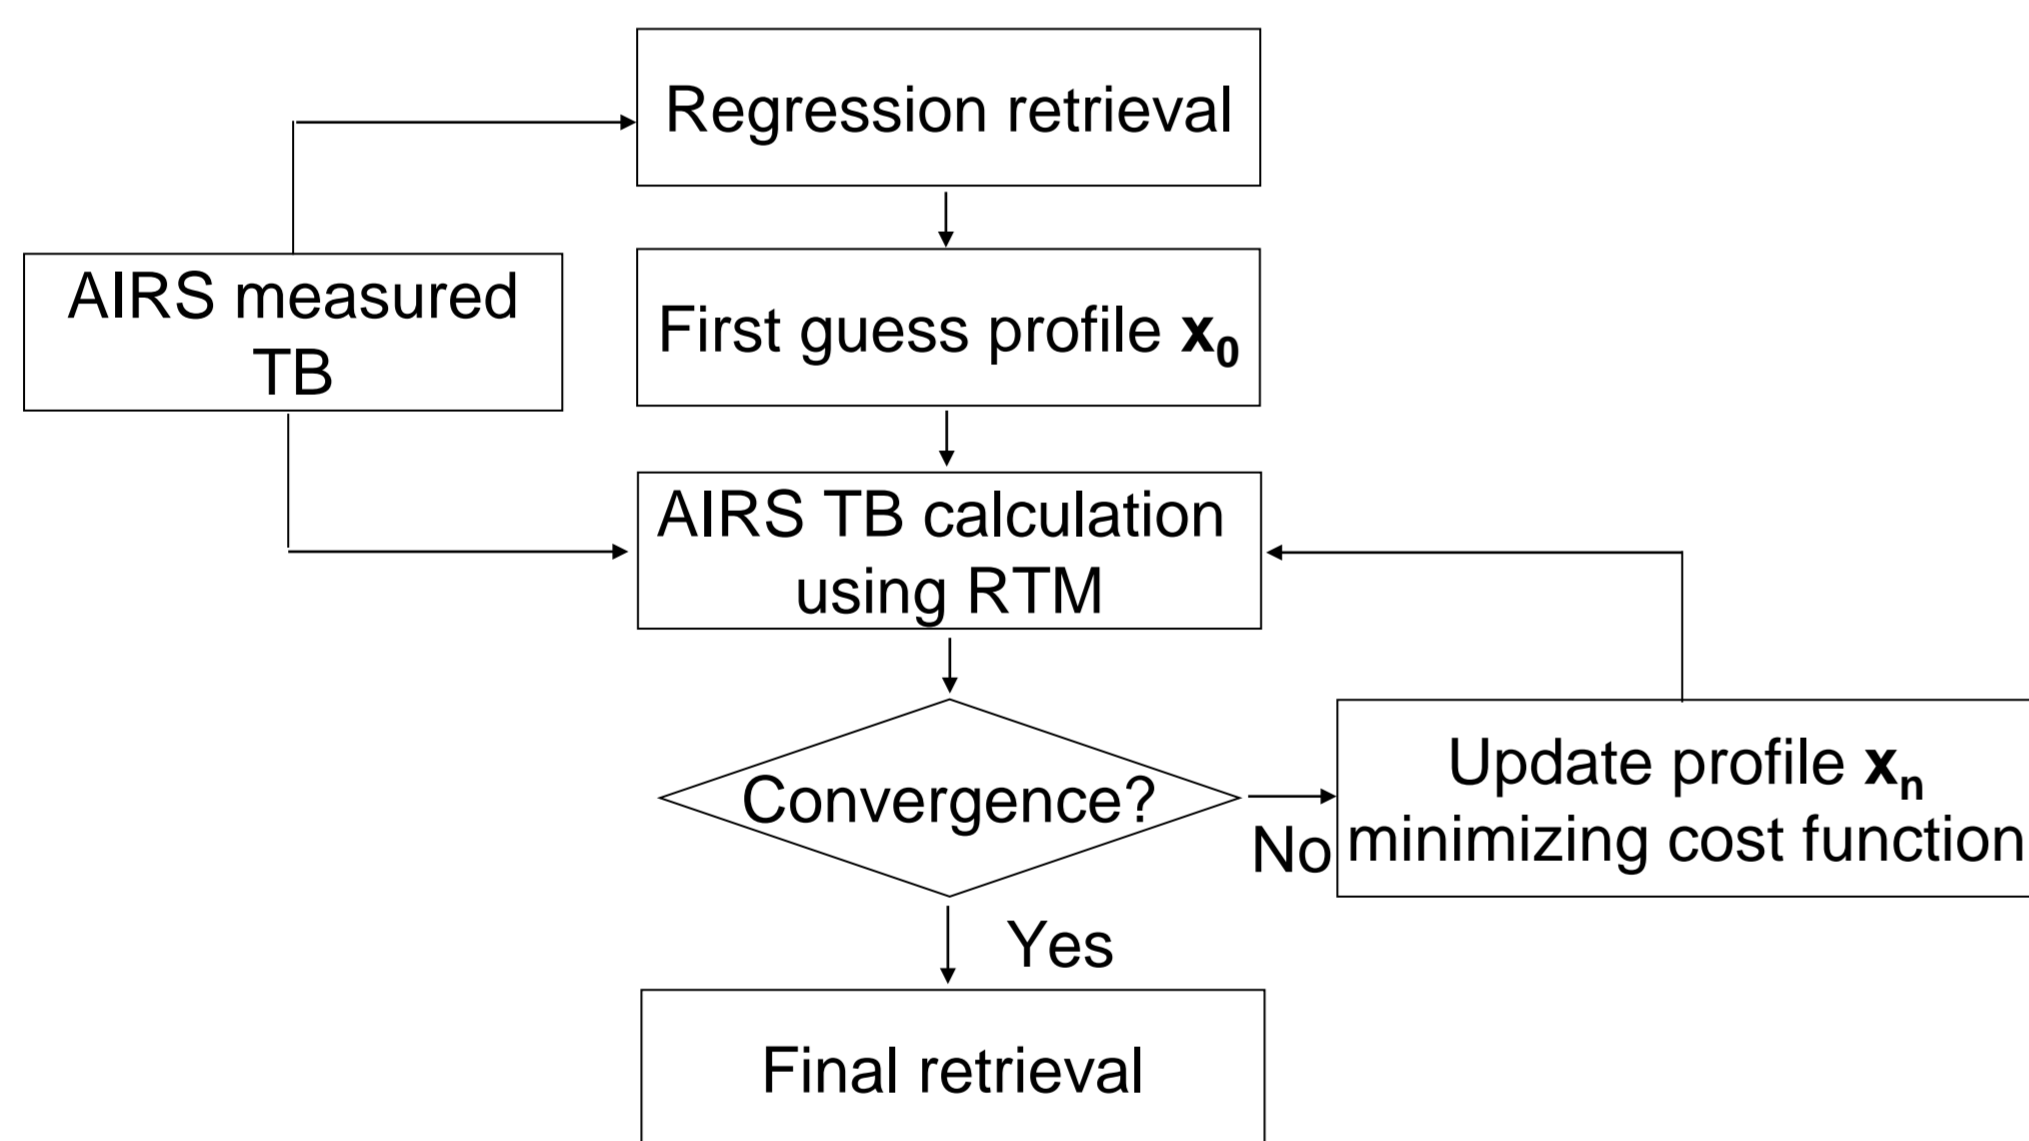 Regression retrieval
AIRS measured
TB
First guess profile x₀
AIRS TB calculation
using RTM
Convergence?
No
Update profile xₙ
minimizing cost function
Yes
Final retrieval